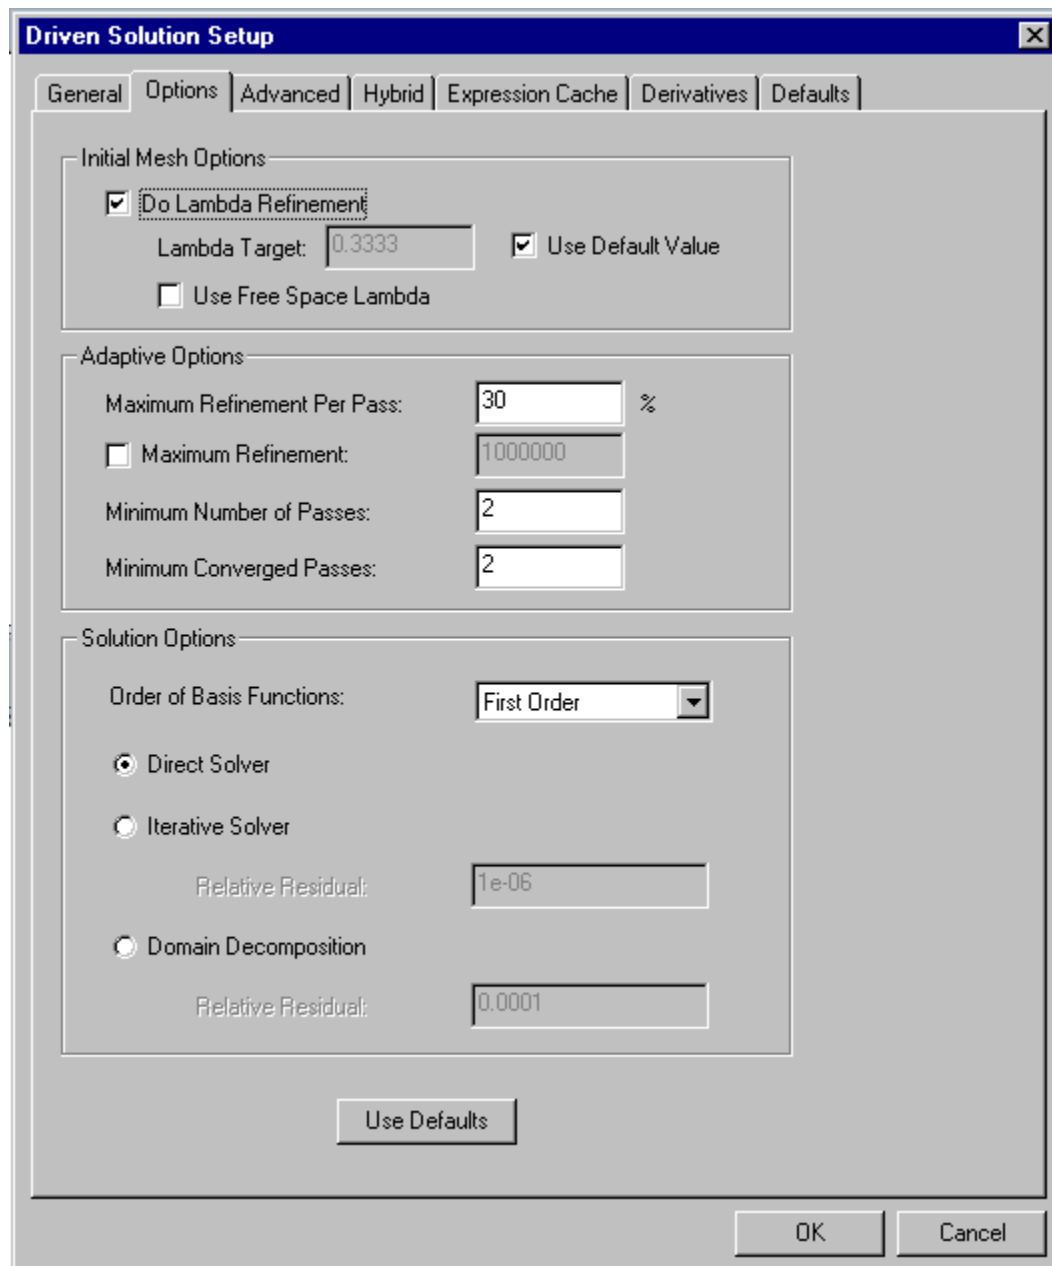 Driven Solution Setup
General Options Advanced Hybrid Expression Cache Derivatives Defaults
Initial Mesh Options
Do Lambda Refinement
Lambda Target: 0.3333 Use Default Value
Use Free Space Lambda
Adaptive Options
Maximum Refinement Per Pass: 30 %
Maximum Refinement: 1000000
Minimum Number of Passes: 2
Minimum Converged Passes: 2
Solution Options
Order of Basis Functions: First Order
Direct Solver
Iterative Solver
Relative Residual: 1e-06
Domain Decomposition
Relative Residual: 0.0001
Use Defaults
OK Cancel